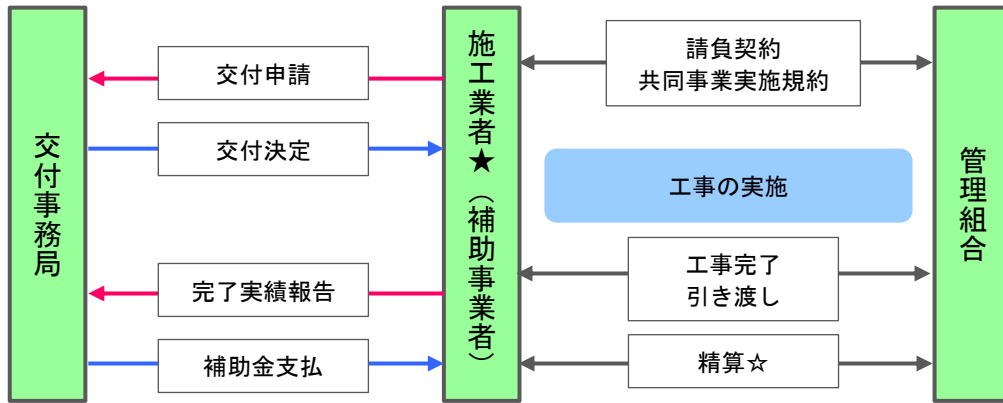 交付事務局
交付申請
交付決定
完了実績報告
補助金支払
施工業者★（補助事業者）
請負契約
共同事業実施規約
工事の実施
工事完了
引き渡し
精算☆
管理組合